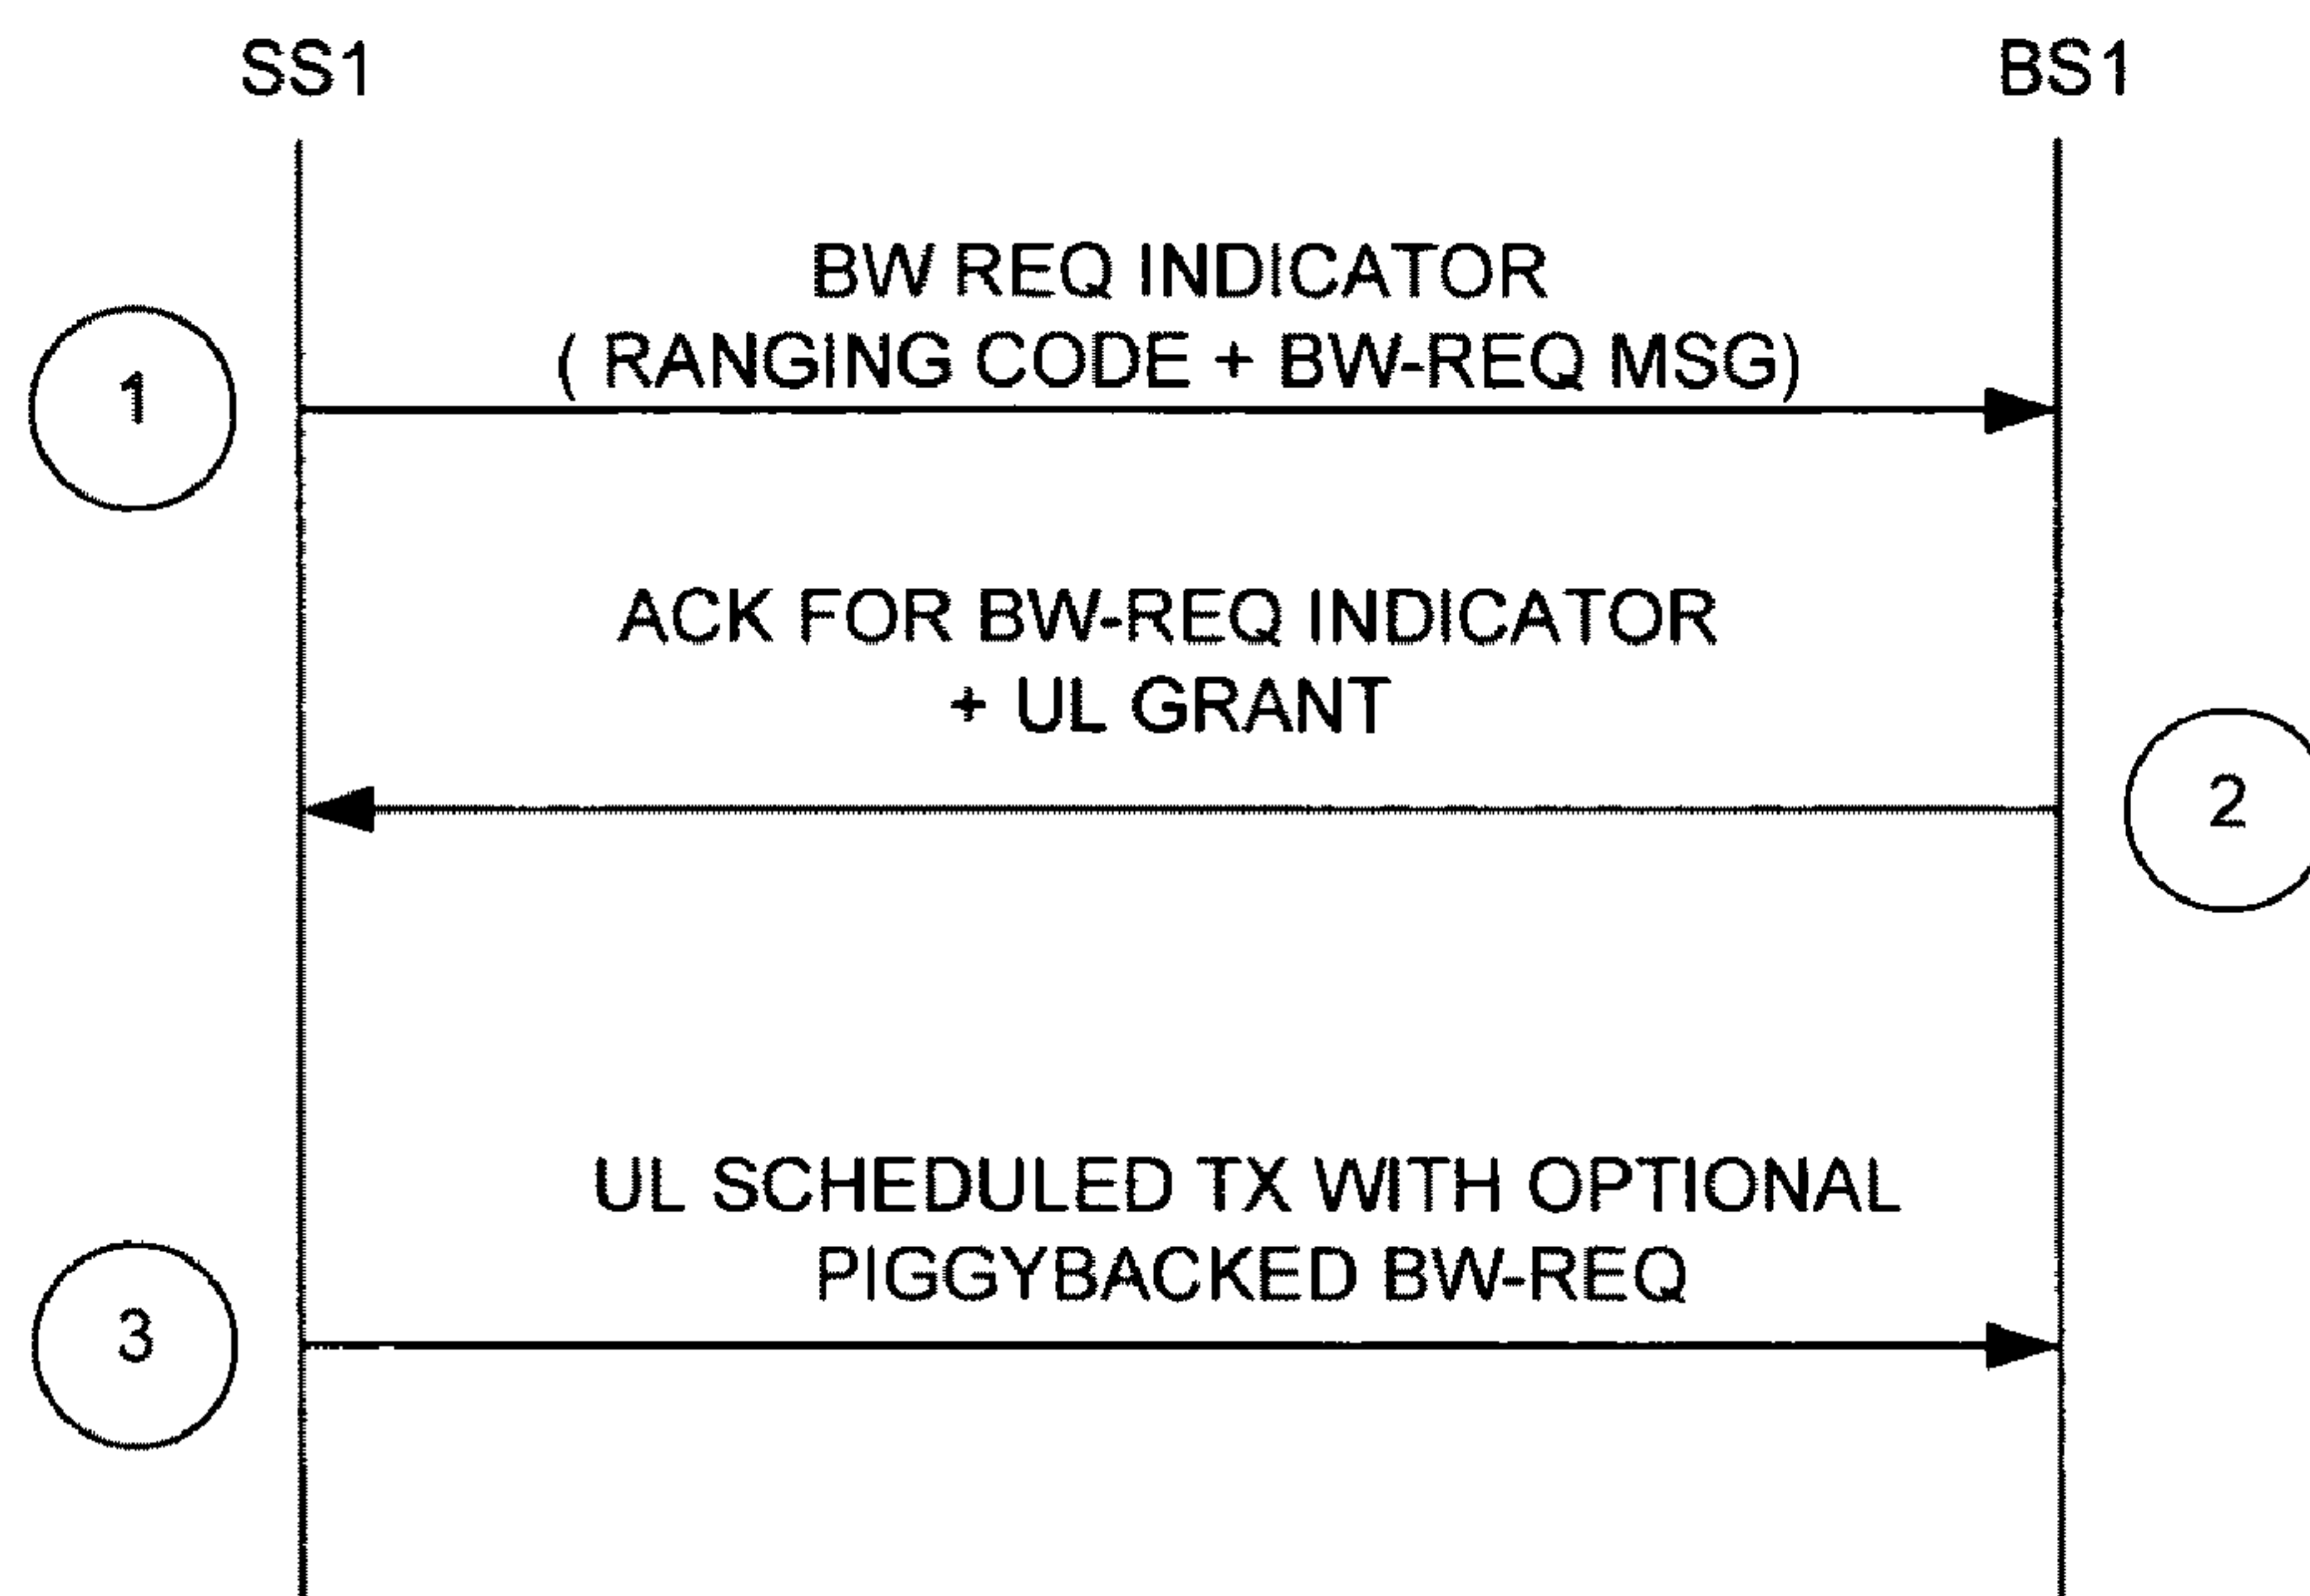 SS1 BS1
BW REQ INDICATOR
( RANGING CODE + BW-REQ MSG)
1
ACK FOR BW-REQ INDICATOR
+ UL GRANT
2
UL SCHEDULED TX WITH OPTIONAL
PIGGYBACKED BW-REQ
3